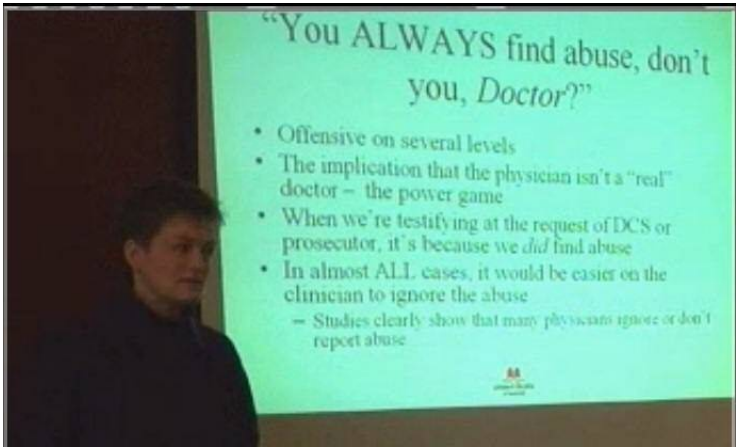 “You ALWAYS find abuse, don’t
you, Doctor?”
• Offensive on several levels
• The implication that the physician isn’t a “real”
doctor – the power game
• When we’re testifying at the request of DCS or
prosecutor, it’s because we did find abuse
• In almost ALL cases, it would be easier on the
clinician to ignore the abuse
– Studies clearly show that many physicians ignore or don’t
report abuse